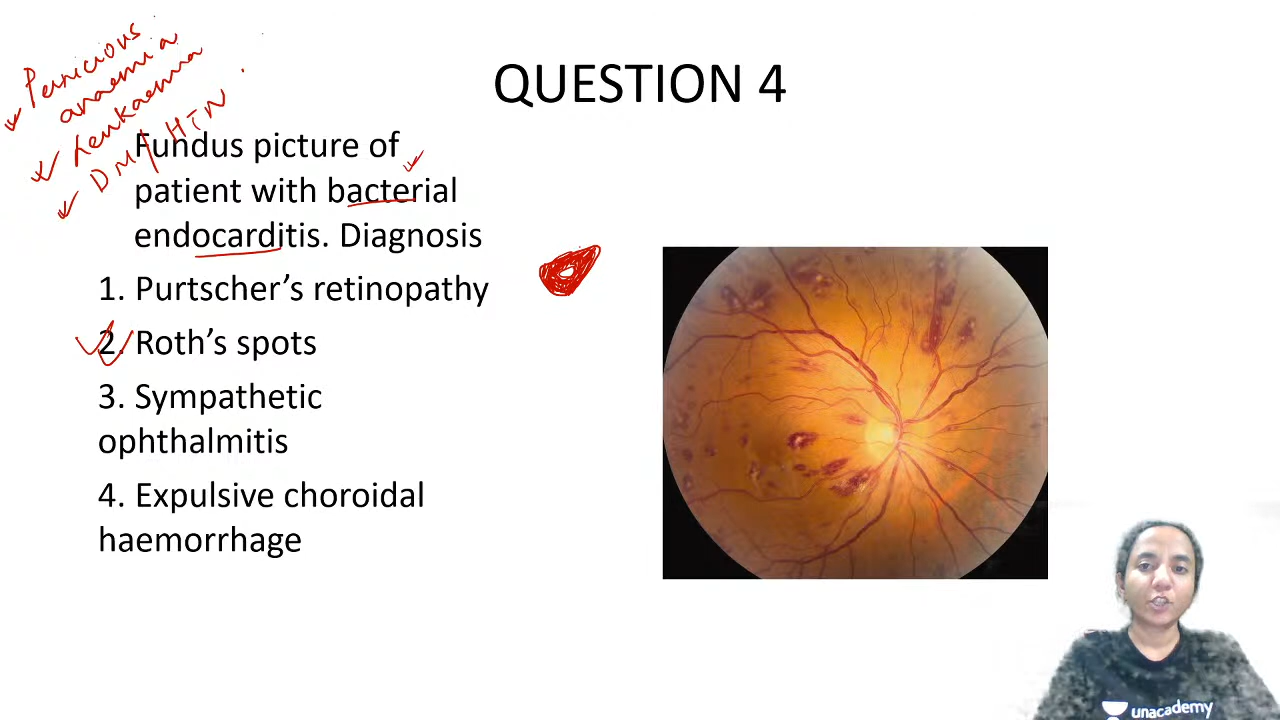 Pernicious
anaemia
Leukaemia
DM/HTN
QUESTION 4
Fundus picture of
patient with bacterial
endocarditis. Diagnosis
1. Purtscher’s retinopathy
2. Roth’s spots
3. Sympathetic
ophthalmitis
4. Expulsive choroidal
haemorrhage
unacademy